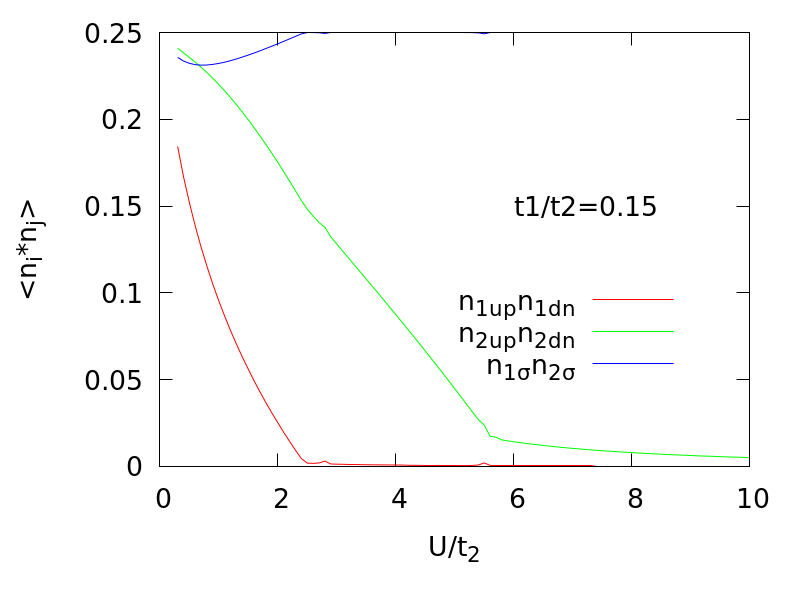 0.25
0.2
0.15
0.1
0.05
0
0 2 4 6 8 10
<n_i*n_j>
U/t_2
t1/t2=0.15
n_1up n_1dn
n_2up n_2dn
n_1σ n_2σ